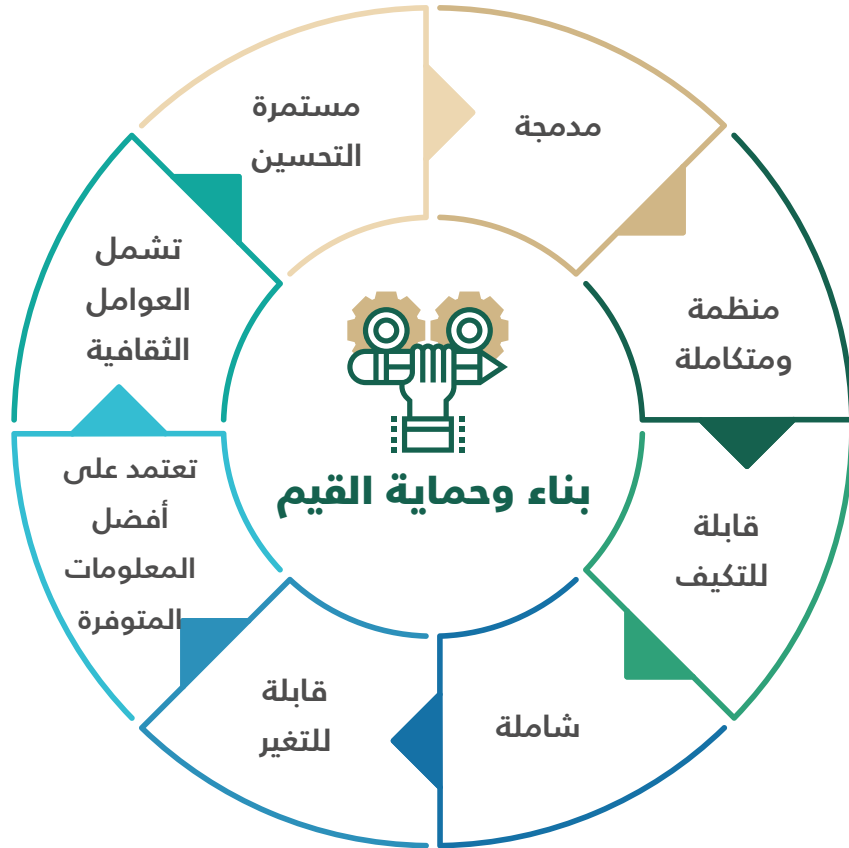 مدمجة
منظمة
ومتكاملة
قابلة
للتكيف
شاملة
قابلة
للتغير
تعتمد على
أفضل
المعلومات
المتوفرة
تشمل
العوامل
الثقافية
مستمرة
التحسين
بناء وحماية القيم